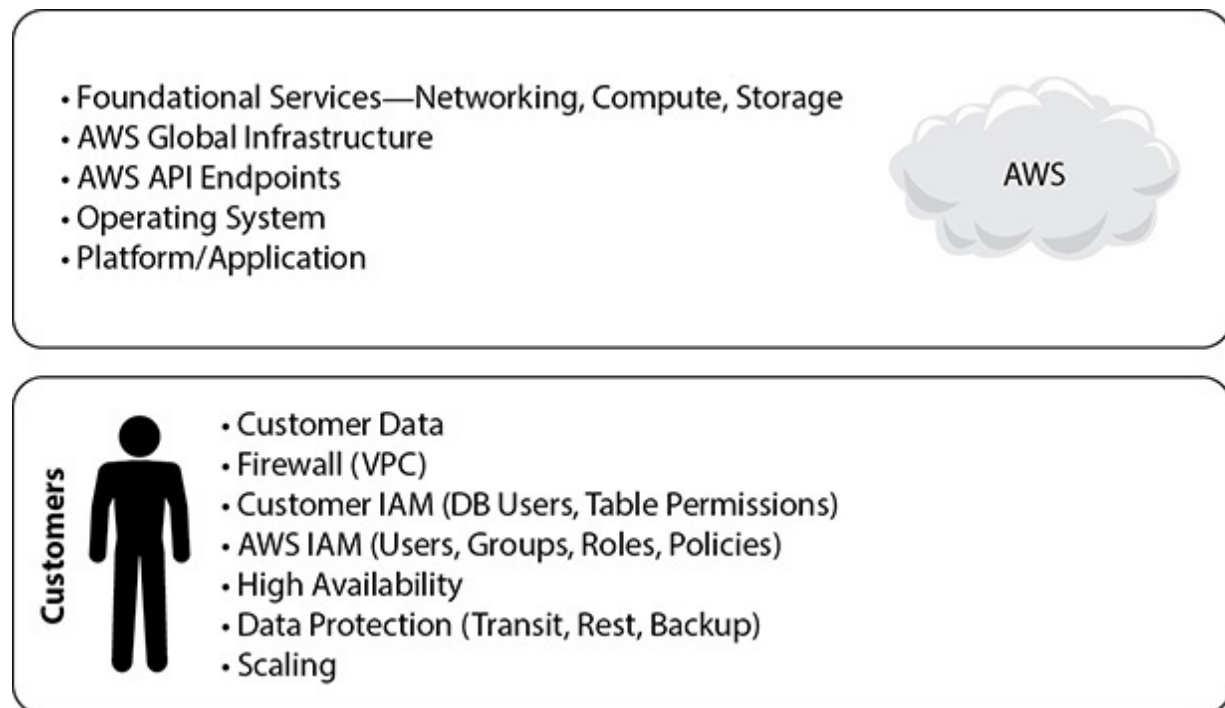 • Foundational Services—Networking, Compute, Storage
• AWS Global Infrastructure
• AWS API Endpoints
• Operating System
• Platform/Application
AWS
Customers
• Customer Data
• Firewall (VPC)
• Customer IAM (DB Users, Table Permissions)
• AWS IAM (Users, Groups, Roles, Policies)
• High Availability
• Data Protection (Transit, Rest, Backup)
• Scaling